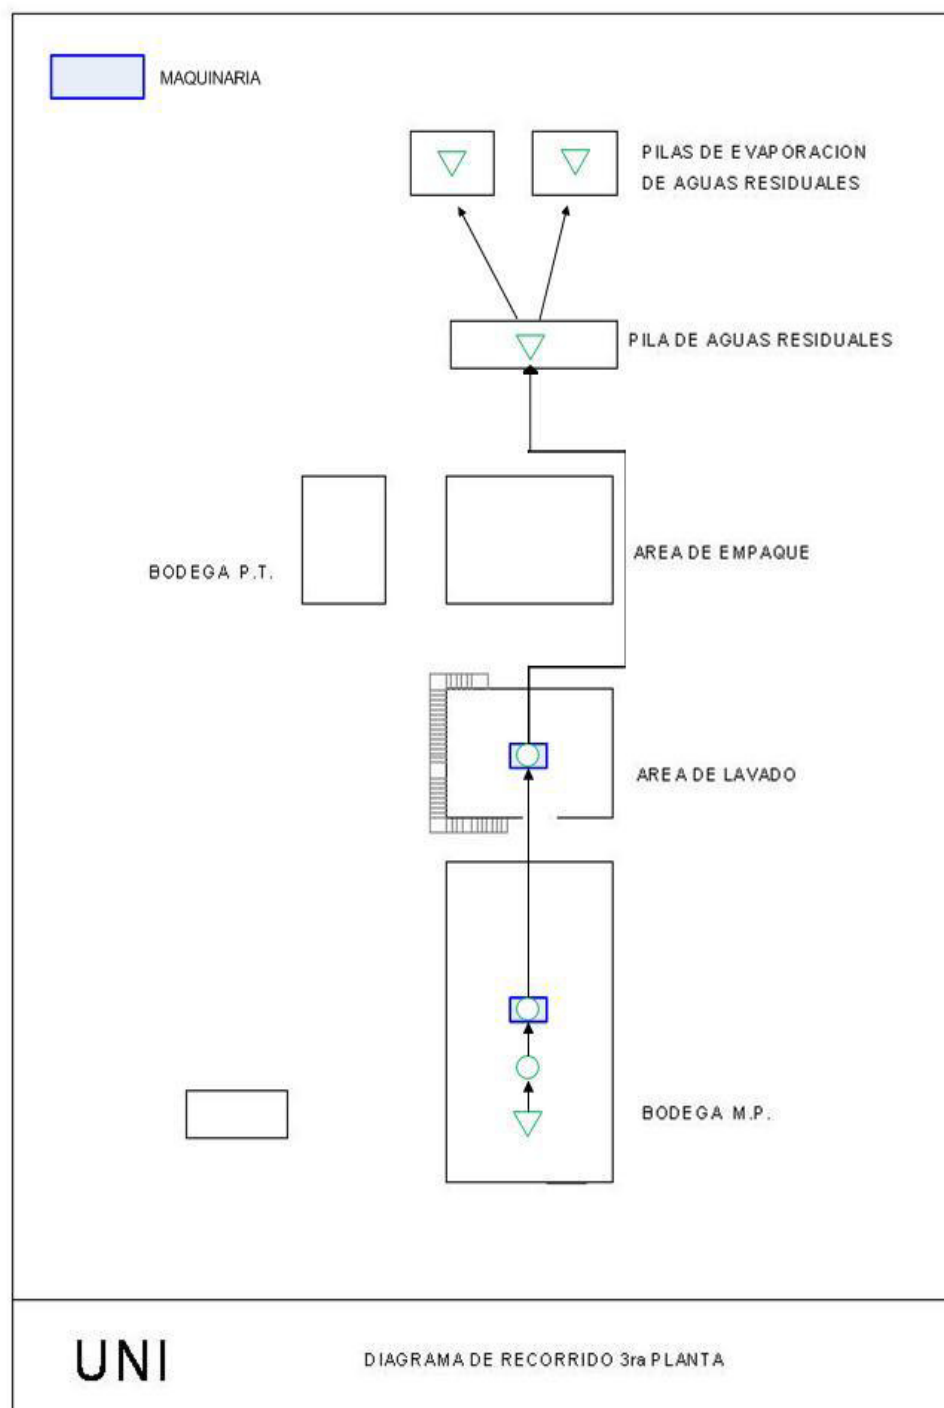 MAQUINARIA
PILAS DE EVAPORACION
DE AGUAS RESIDUALES
PILA DE AGUAS RESIDUALES
AREA DE EMPAQUE
BODEGA P.T.
AREA DE LAVADO
BODEGA M.P.
UNI
DIAGRAMA DE RECORRIDO 3ra PLANTA